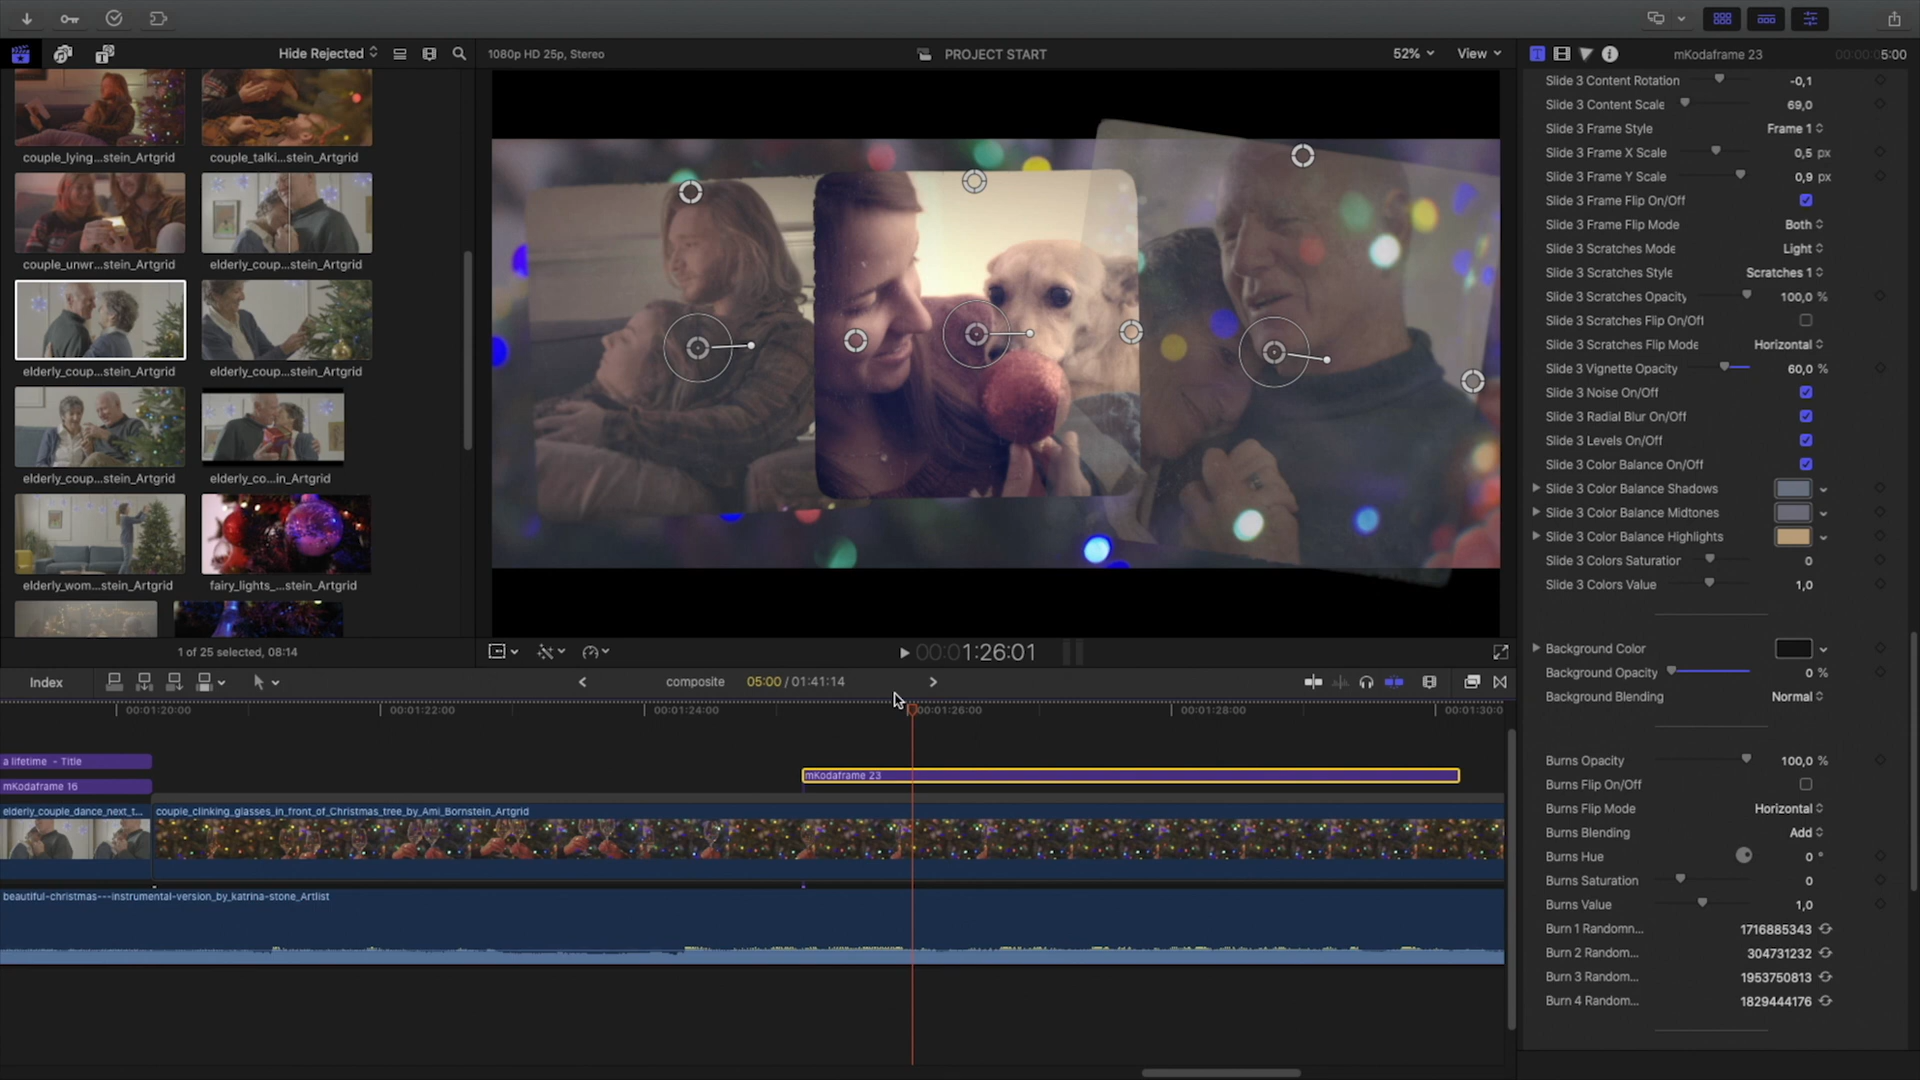 Hide Rejected
1080p HD 25p, Stereo
PROJECT START
52%
View
mKodaframe 23
00:00:05:00
couple_lying...stein_Artgrid
couple_talki...stein_Artgrid
couple_unwr...stein_Artgrid
elderly_coup...stein_Artgrid
elderly_coup...stein_Artgrid
elderly_coup...stein_Artgrid
elderly_coup...stein_Artgrid
elderly_co...in_Artgrid
elderly_wom...stein_Artgrid
fairy_lights_...stein_Artgrid
1 of 25 selected, 08:14
00:00:1:26:01
Slide 3 Content Rotation -0,1
Slide 3 Content Scale 69,0
Slide 3 Frame Style Frame 1
Slide 3 Frame X Scale 0,5 px
Slide 3 Frame Y Scale 0,9 px
Slide 3 Frame Flip On/Off
Slide 3 Frame Flip Mode Both
Slide 3 Scratches Mode Light
Slide 3 Scratches Style Scratches 1
Slide 3 Scratches Opacity 100,0 %
Slide 3 Scratches Flip On/Off
Slide 3 Scratches Flip Mode Horizontal
Slide 3 Vignette Opacity 60,0 %
Slide 3 Noise On/Off
Slide 3 Radial Blur On/Off
Slide 3 Levels On/Off
Slide 3 Color Balance On/Off
Slide 3 Color Balance Shadows
Slide 3 Color Balance Midtones
Slide 3 Color Balance Highlights
Slide 3 Colors Saturation 0
Slide 3 Colors Value 1,0
Background Color
Background Opacity 0 %
Background Blending Normal
Burns Opacity 100,0 %
Burns Flip On/Off
Burns Flip Mode Horizontal
Burns Blending Add
Burns Hue 0 °
Burns Saturation 0
Burns Value 1,0
Burn 1 Randomn... 1716885343
Burn 2 Random... 304731232
Burn 3 Random... 1953750813
Burn 4 Random... 1829444176
Index
composite
05:00 / 01:41:14
00:00:01:20:00
00:00:01:22:00
00:00:01:24:00
00:00:01:26:00
00:00:01:28:00
00:00:01:30:0
a lifetime - Title
mKodaframe 16
mKodaframe 23
elderly_couple_dance_next_t...
couple_clinking_glasses_in_front_of_Christmas_tree_by_Ami_Bornstein_Artgrid
beautiful-christmas---instrumental-version_by_katrina-stone_Artlist